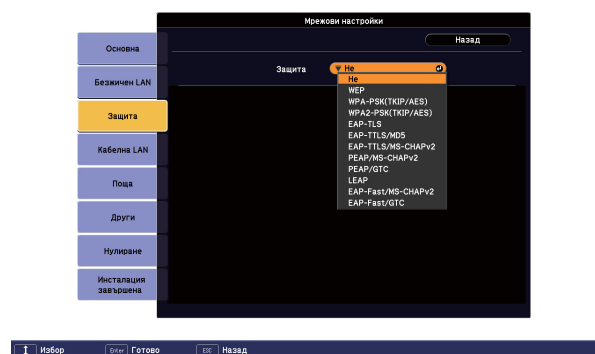 Мрежови настройки
Назад
Основна
Безжичен LAN
Защита
Кабелна LAN
Поща
Други
Нулиране
Инсталация
завършена
Защита
Не
Не
WEP
WPA-PSK(TKIP/AES)
WPA2-PSK(TKIP/AES)
EAP-TLS
EAP-TTLS/MD5
EAP-TTLS/MS-CHAPv2
PEAP/MS-CHAPv2
PEAP/GTC
LEAP
EAP-Fast/MS-CHAPv2
EAP-Fast/GTC
Избор Enter Готово ESC Назад